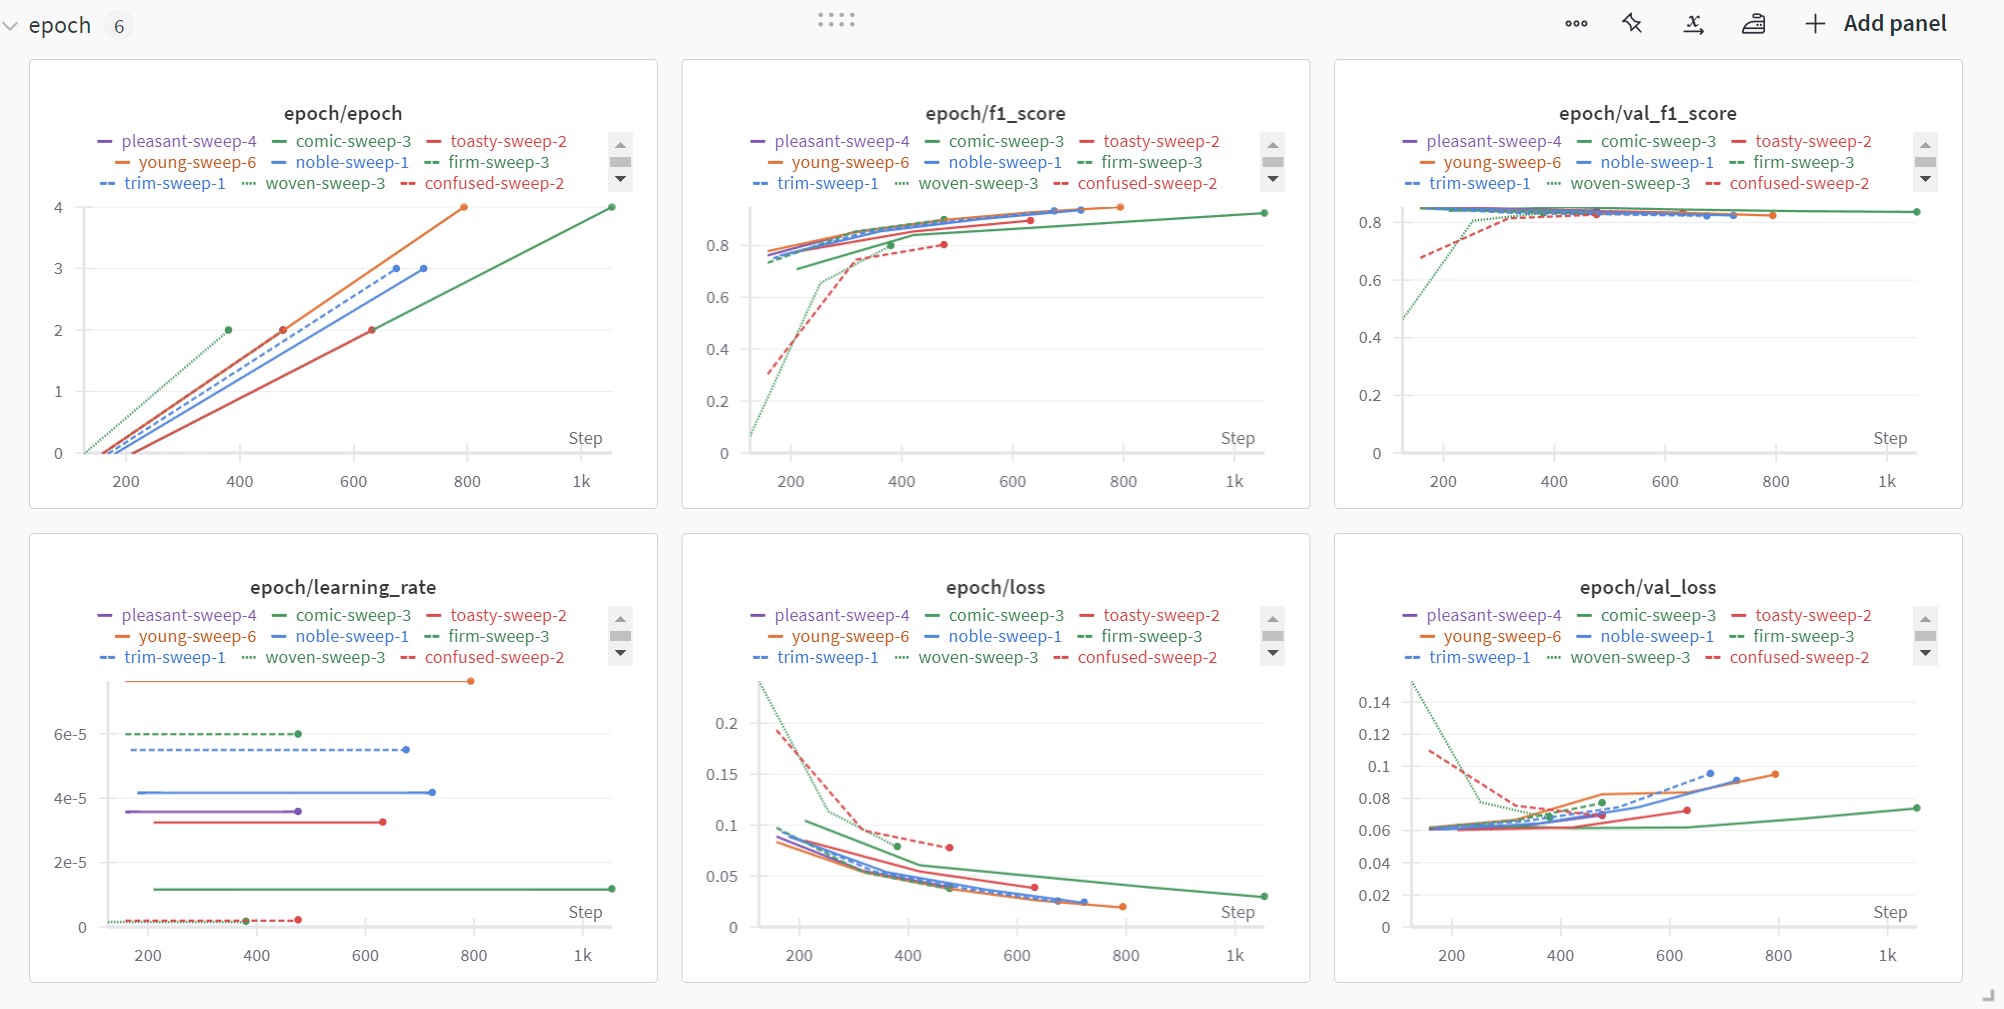 epoch 6
Add panel
epoch/epoch
pleasant-sweep-4 comic-sweep-3 toasty-sweep-2
young-sweep-6 noble-sweep-1 firm-sweep-3
trim-sweep-1 woven-sweep-3 confused-sweep-2
4
3
2
1
0
Step
200 400 600 800 1k
epoch/f1_score
pleasant-sweep-4 comic-sweep-3 toasty-sweep-2
young-sweep-6 noble-sweep-1 firm-sweep-3
trim-sweep-1 woven-sweep-3 confused-sweep-2
0.8
0.6
0.4
0.2
0
Step
200 400 600 800 1k
epoch/val_f1_score
pleasant-sweep-4 comic-sweep-3 toasty-sweep-2
young-sweep-6 noble-sweep-1 firm-sweep-3
trim-sweep-1 woven-sweep-3 confused-sweep-2
0.8
0.6
0.4
0.2
0
Step
200 400 600 800 1k
epoch/learning_rate
pleasant-sweep-4 comic-sweep-3 toasty-sweep-2
young-sweep-6 noble-sweep-1 firm-sweep-3
trim-sweep-1 woven-sweep-3 confused-sweep-2
6e-5
4e-5
2e-5
0
Step
200 400 600 800 1k
epoch/loss
pleasant-sweep-4 comic-sweep-3 toasty-sweep-2
young-sweep-6 noble-sweep-1 firm-sweep-3
trim-sweep-1 woven-sweep-3 confused-sweep-2
0.2
0.15
0.1
0.05
0
Step
200 400 600 800 1k
epoch/val_loss
pleasant-sweep-4 comic-sweep-3 toasty-sweep-2
young-sweep-6 noble-sweep-1 firm-sweep-3
trim-sweep-1 woven-sweep-3 confused-sweep-2
0.14
0.12
0.1
0.08
0.06
0.04
0.02
0
Step
200 400 600 800 1k